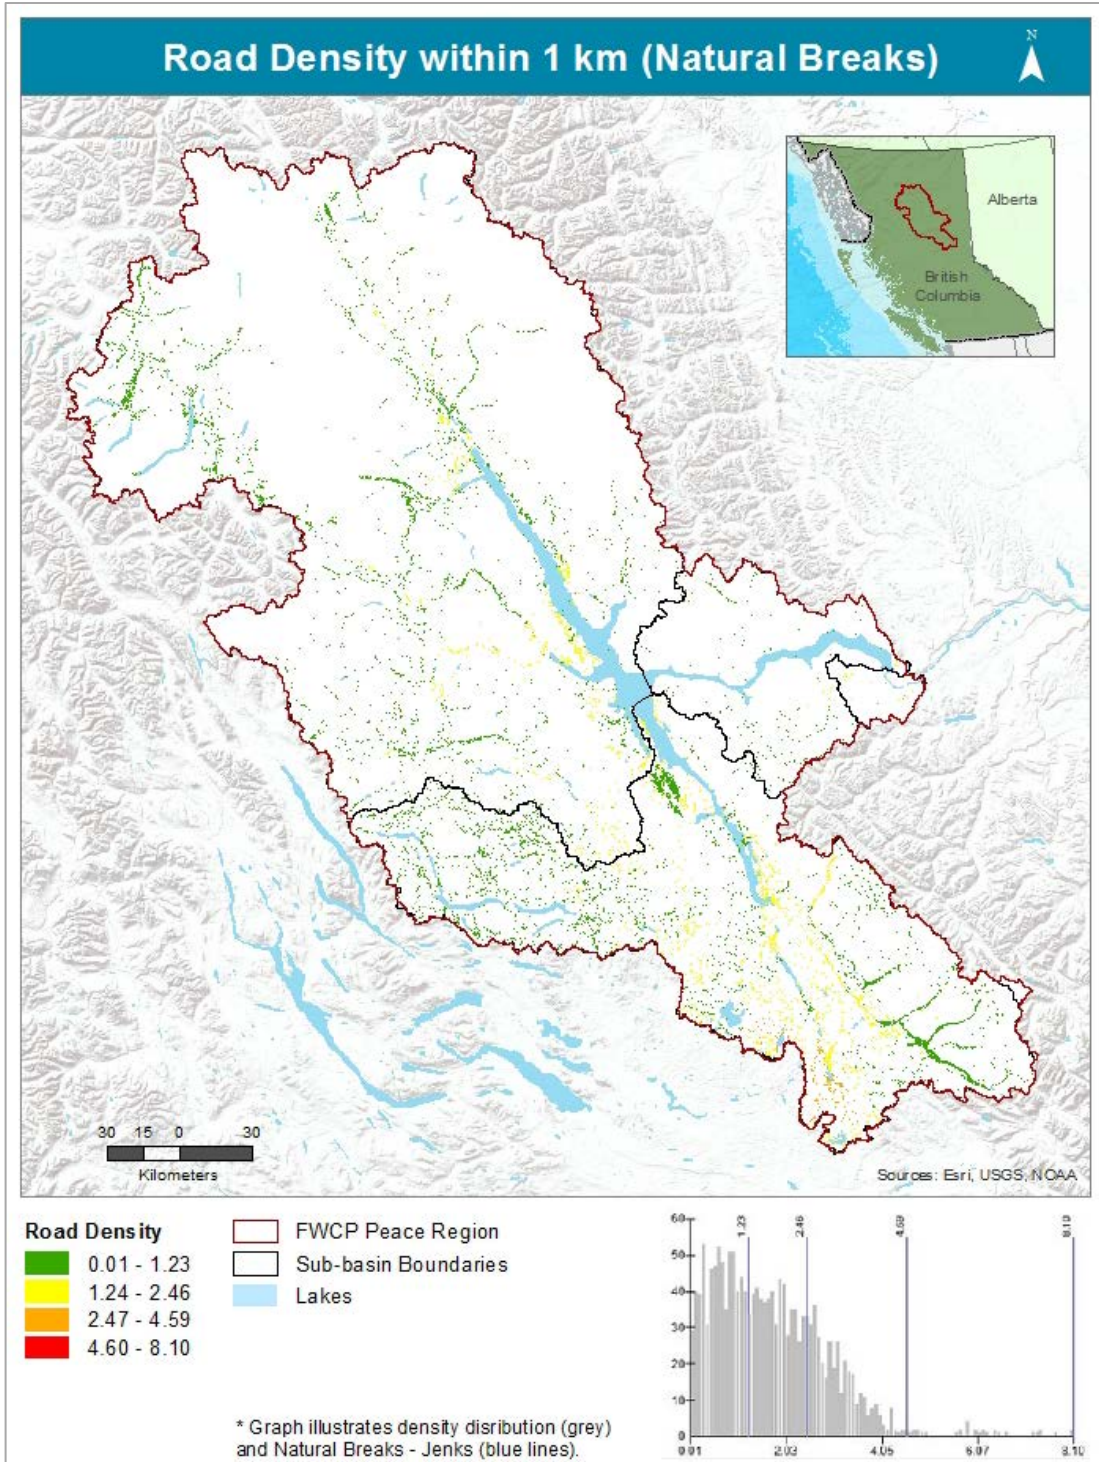 Road Density within 1 km (Natural Breaks)
N
Alberta
British
Columbia
30 15 0 30
Kilometers
Sources: Esri, USGS, NOAA
Road Density
0.01 - 1.23
1.24 - 2.46
2.47 - 4.59
4.60 - 8.10
FWCP Peace Region
Sub-basin Boundaries
Lakes
* Graph illustrates density disribution (grey)
and Natural Breaks - Jenks (blue lines).
60
50
40
30
20
10
0
1.23
2.46
4.59
8.10
0.01 2.03 4.05 6.07 8.10